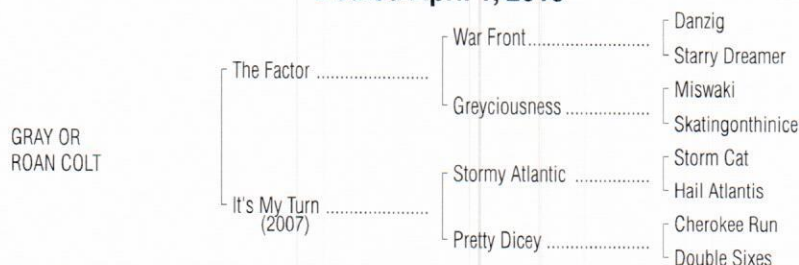 April
Danzig
War Front
Starry Dreamer
The Factor
Miswaki
Greyciousness
Skatingonthinice
GRAY OR
ROAN COLT
Storm Cat
Stormy Atlantic
Hail Atlantis
It's My Turn
(2007)
Cherokee Run
Pretty Dicey
Double Sixes